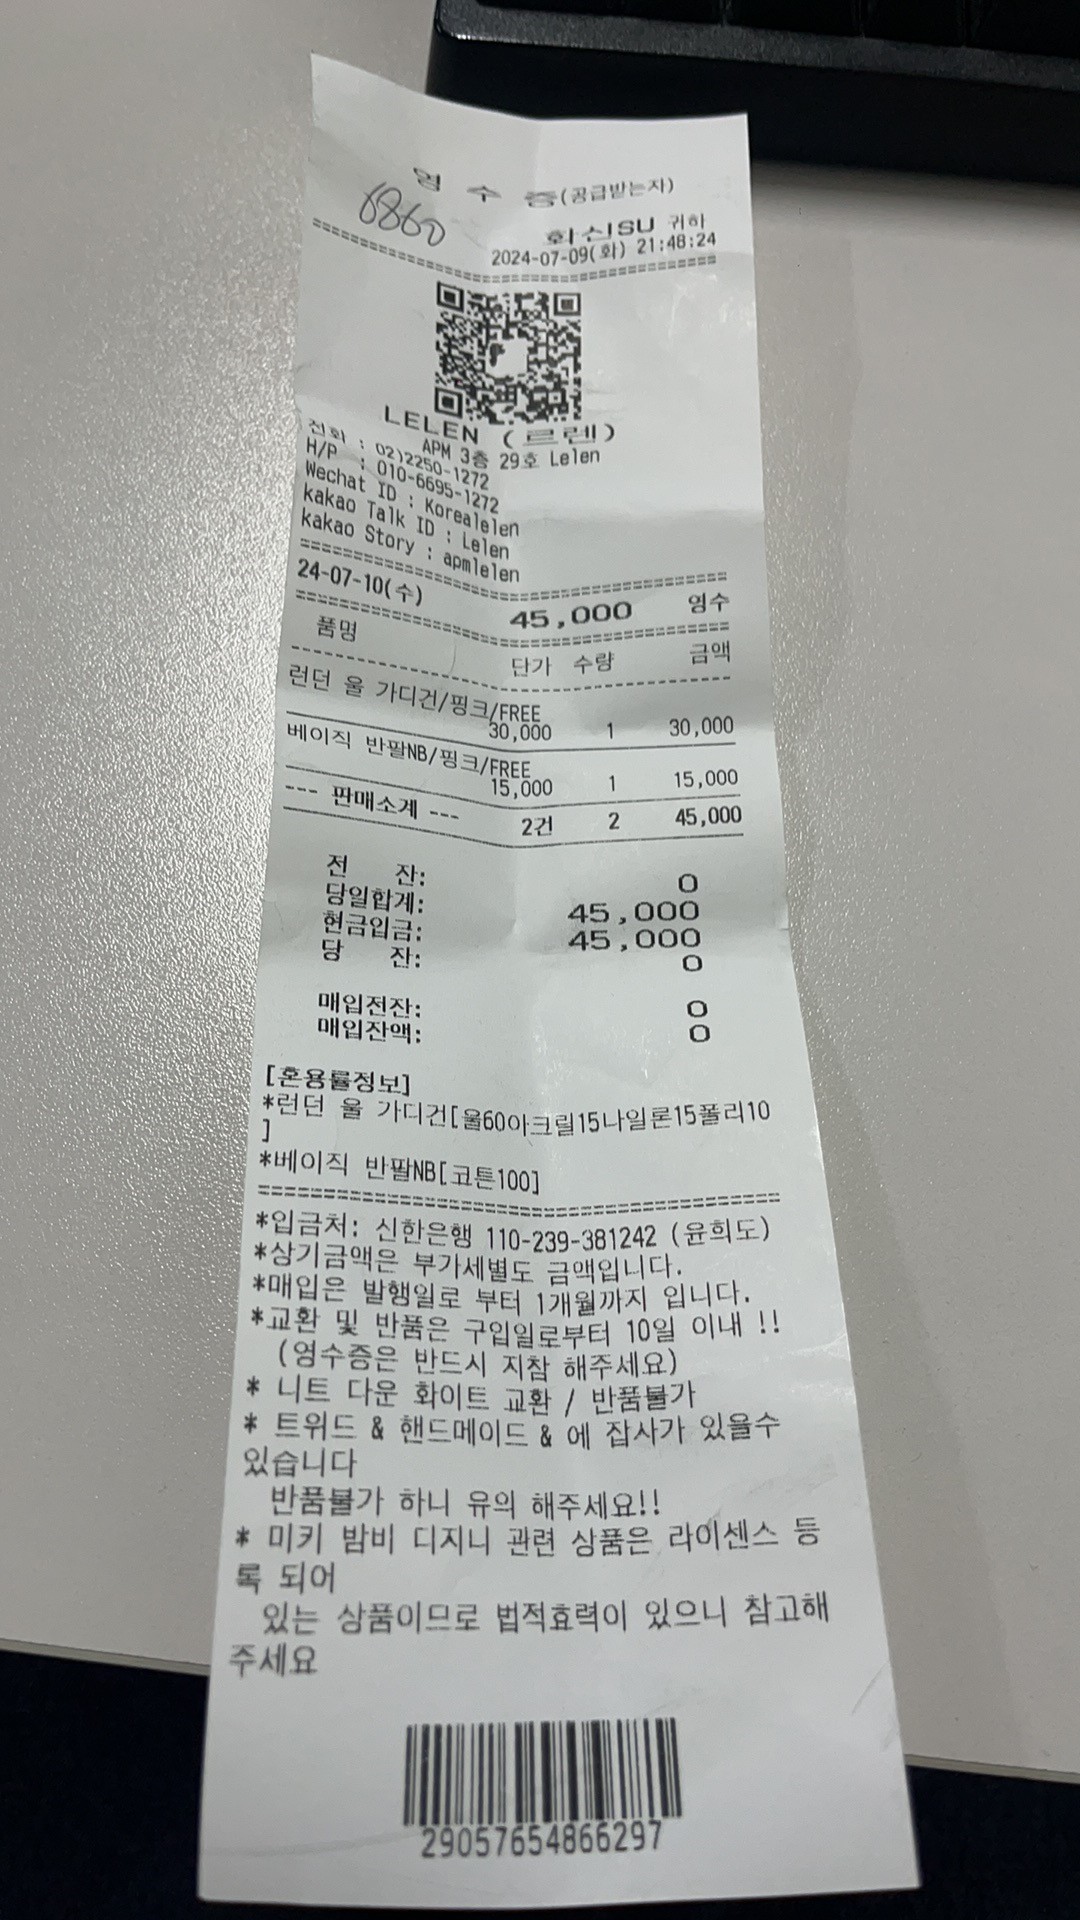 영 수 증(공급받는자)
6860
화신SU 귀하
2024-07-09(화) 21:48:24
LELEN (르렌)
APM 3층 29호 Lelen
전화 : 02)2250-1272
H/P : 010-6695-1272
Wechat ID : Korealelen
kakao Talk ID : Lelen
kakao Story : apmlelen
24-07-10(수) 45,000 영수
품명 단가 수량 금액
런던 울 가디건/핑크/FREE
30,000 1 30,000
베이직 반팔NB/핑크/FREE
15,000 1 15,000
--- 판매소계 --- 2건 2 45,000
전 잔: 0
당일합계: 45,000
현금입금: 45,000
당 잔: 0
매입전잔: 0
매입잔액: 0
[혼용률정보]
*런던 울 가디건[울60아크릴15나일론15폴리10
]
*베이직 반팔NB[코튼100]
*입금처: 신한은행 110-239-381242 (윤희도)
*상기금액은 부가세별도 금액입니다.
*매입은 발행일로 부터 1개월까지 입니다.
*교환 및 반품은 구입일로부터 10일 이내 !!
(영수증은 반드시 지참 해주세요)
* 니트 다운 화이트 교환 / 반품불가
* 트위드 & 핸드메이드 & 에 잡사가 있을수
있습니다
반품불가 하니 유의 해주세요!!
* 미키 밤비 디지니 관련 상품은 라이센스 등
록 되어
있는 상품이므로 법적효력이 있으니 참고해
주세요
29057654866297